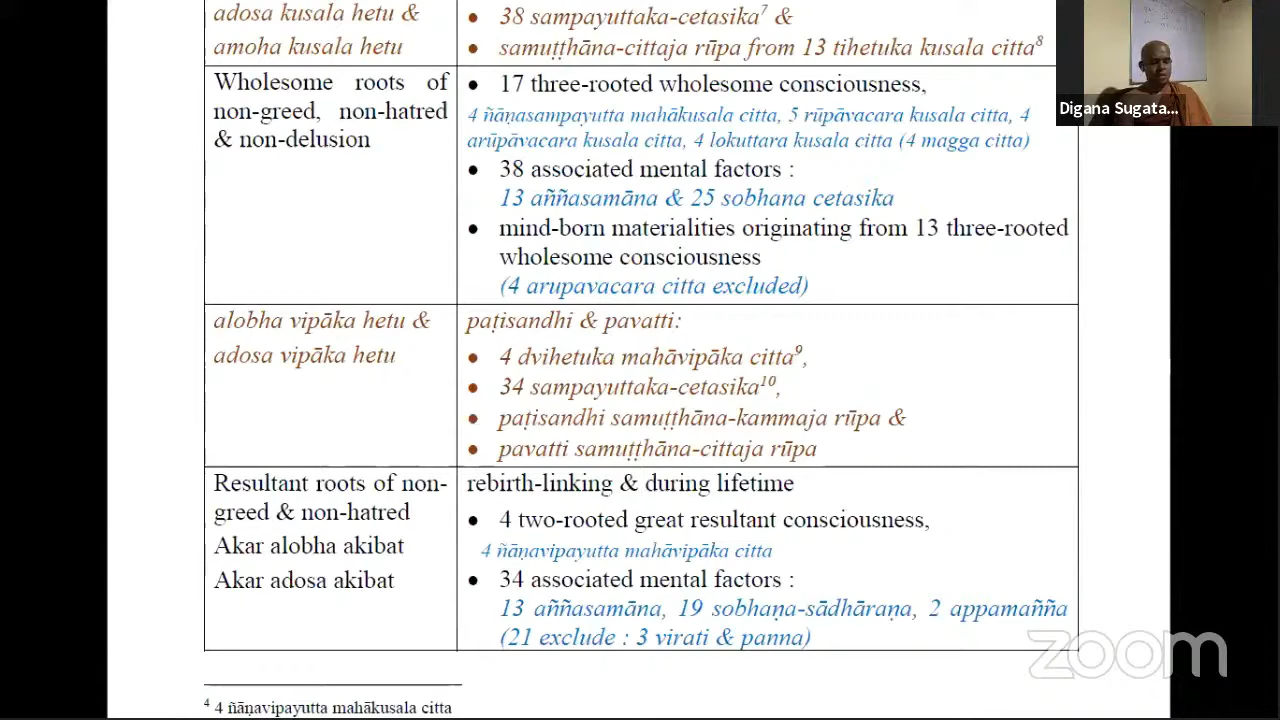 adosa kusala hetu &
amoha kusala hetu
• 38 sampayuttaka-cetasika⁷ &
• samuṭṭhāna-cittaja rūpa from 13 tihetuka kusala citta⁸
Wholesome roots of
non-greed, non-hatred
& non-delusion
• 17 three-rooted wholesome consciousness,
4 ñāṇasampayutta mahākusala citta, 5 rūpāvacara kusala citta, 4
arūpāvacara kusala citta, 4 lokuttara kusala citta (4 magga citta)
• 38 associated mental factors :
13 aññasamāna & 25 sobhana cetasika
• mind-born materialities originating from 13 three-rooted
wholesome consciousness
(4 arupavacara citta excluded)
alobha vipāka hetu &
adosa vipāka hetu
paṭisandhi & pavatti:
• 4 dvihetuka mahāvipāka citta⁹,
• 34 sampayuttaka-cetasika¹⁰,
• paṭisandhi samuṭṭhāna-kammaja rūpa &
• pavatti samuṭṭhāna-cittaja rūpa
Resultant roots of non-
greed & non-hatred
Akar alobha akibat
Akar adosa akibat
rebirth-linking & during lifetime
• 4 two-rooted great resultant consciousness,
4 ñāṇavipayutta mahāvipāka citta
• 34 associated mental factors :
13 aññasamāna, 19 sobhaṇa-sādhāraṇa, 2 appamañña
(21 exclude : 3 virati & panna)
⁴ 4 ñāṇavipayutta mahākusala citta
Digana Sugata...
zoom